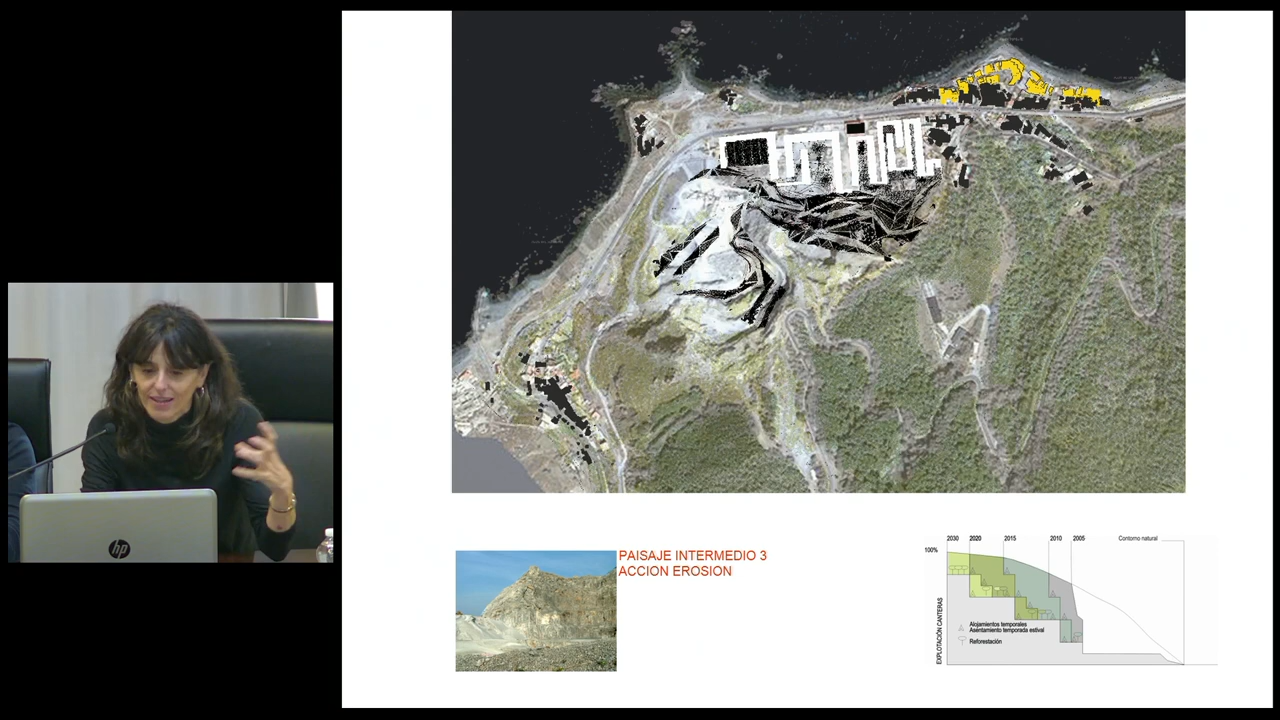 hp
PAISAJE INTERMEDIO 3
ACCION EROSION
2030 2020 2015 2010 2005 Contorno natural
100%
EXPLOTACIÓN CANTERAS
Alojamientos temporales
Asentamiento temporada estival
Reforestación